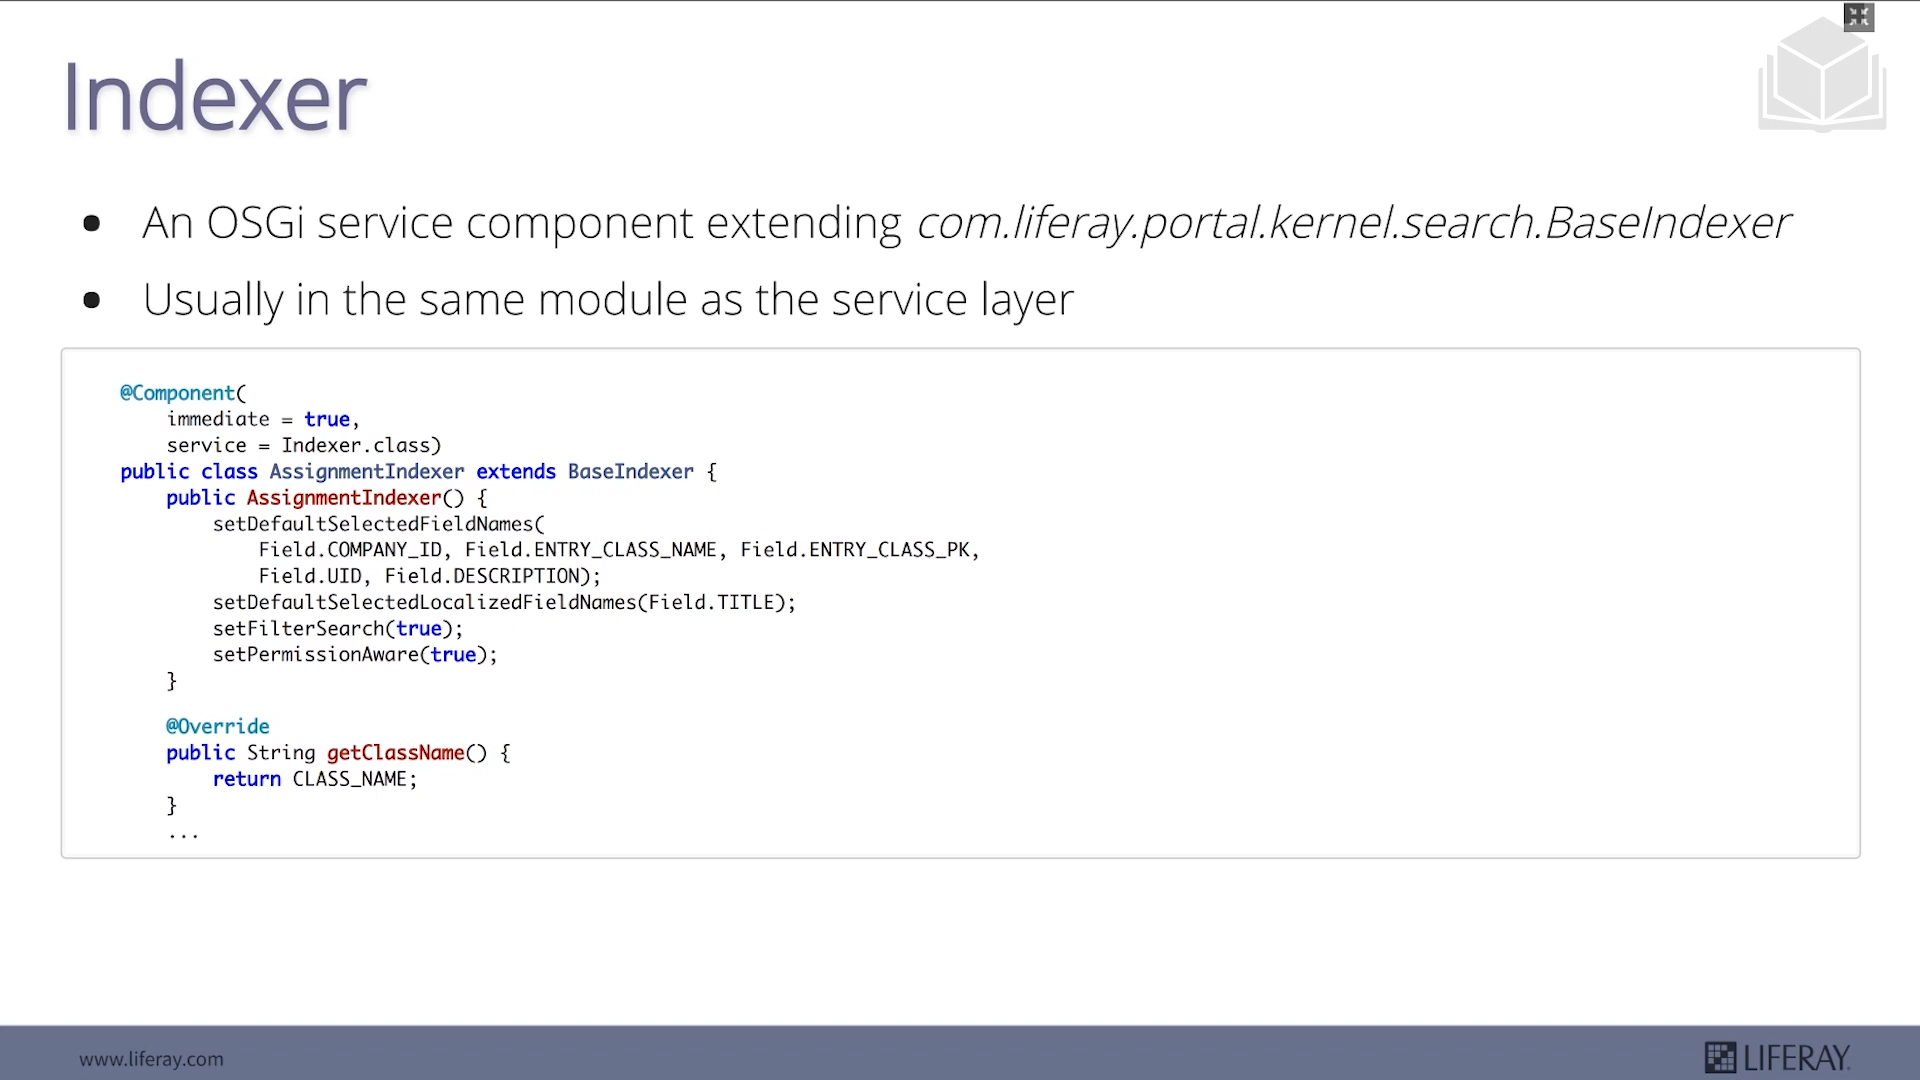 Indexer
• An OSGi service component extending com.liferay.portal.kernel.search.BaseIndexer
• Usually in the same module as the service layer
@Component(
    immediate = true,
    service = Indexer.class)
public class AssignmentIndexer extends BaseIndexer {
    public AssignmentIndexer() {
        setDefaultSelectedFieldNames(
            Field.COMPANY_ID, Field.ENTRY_CLASS_NAME, Field.ENTRY_CLASS_PK,
            Field.UID, Field.DESCRIPTION);
        setDefaultSelectedLocalizedFieldNames(Field.TITLE);
        setFilterSearch(true);
        setPermissionAware(true);
    }
    @Override
    public String getClassName() {
        return CLASS_NAME;
    }
    ...
www.liferay.com
LIFERAY.